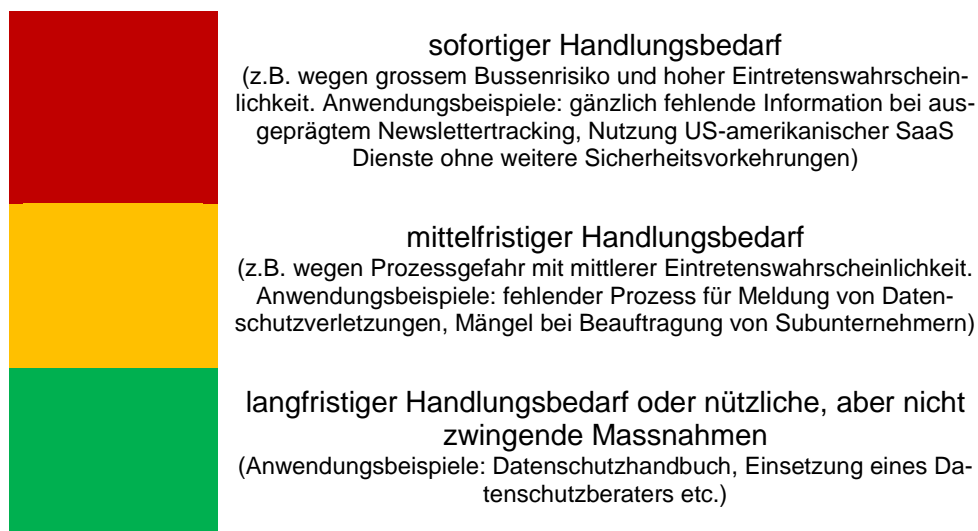 sofortiger Handlungsbedarf
(z.B. wegen grossem Bussenrisiko und hoher Eintretenswahrschein-
lichkeit. Anwendungsbeispiele: gänzlich fehlende Information bei aus-
geprägtem Newslettertracking, Nutzung US-amerikanischer SaaS
Dienste ohne weitere Sicherheitsvorkehrungen)
mittelfristiger Handlungsbedarf
(z.B. wegen Prozessgefahr mit mittlerer Eintretenswahrscheinlichkeit.
Anwendungsbeispiele: fehlender Prozess für Meldung von Daten-
schutzverletzungen, Mängel bei Beauftragung von Subunternehmern)
langfristiger Handlungsbedarf oder nützliche, aber nicht
zwingende Massnahmen
(Anwendungsbeispiele: Datenschutzhandbuch, Einsetzung eines Da-
tenschutzberaters etc.)